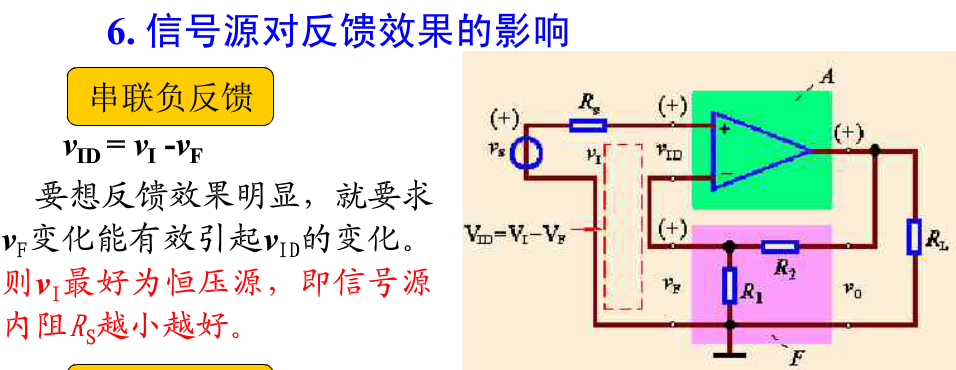 6. 信号源对反馈效果的影响
串联负反馈
vID = vI -vF
要想反馈效果明显，就要求
vF变化能有效引起vID的变化。
则vI最好为恒压源，即信号源
内阻RS越小越好。
A
Rs
(+)
(+)
(+)
vs
vI
vID
+
−
VID=VI−VF
(+)
R2
RL
vF
R1
vO
F